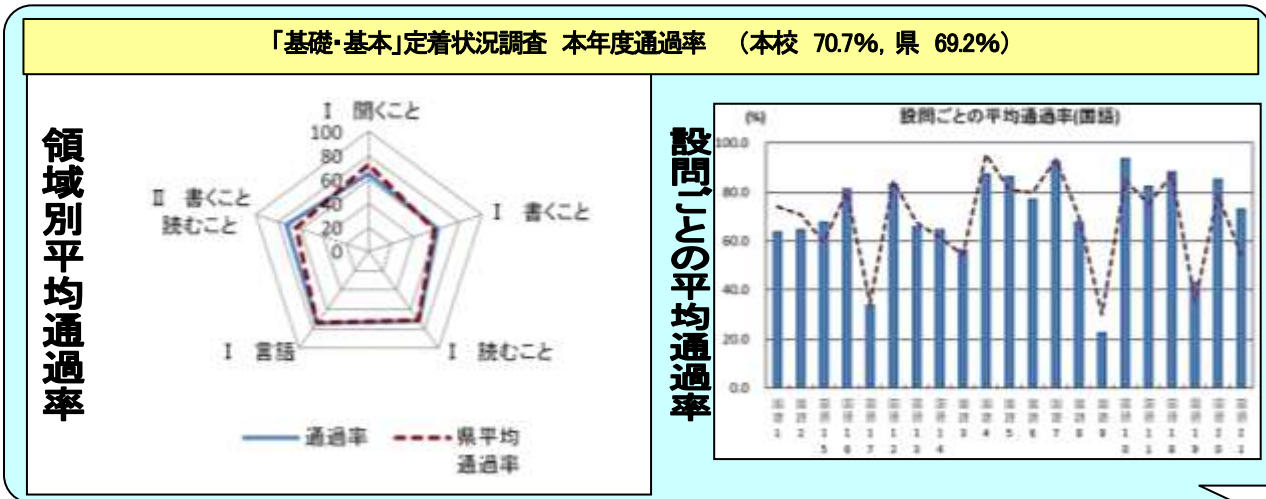 「基礎・基本」定着状況調査 本年度通過率 （本校 70.7%, 県 69.2%）
領域別平均通過率
Ⅰ 聞くこと
100
80
60
40
20
0
Ⅱ 書くこと
読むこと
Ⅰ 書くこと
Ⅰ 言語
Ⅰ 読むこと
通過率
県平均
通過率
設問ごとの平均通過率
(%)
設問ごとの平均通過率(国語)
100.0
80.0
60.0
40.0
20.0
0.0